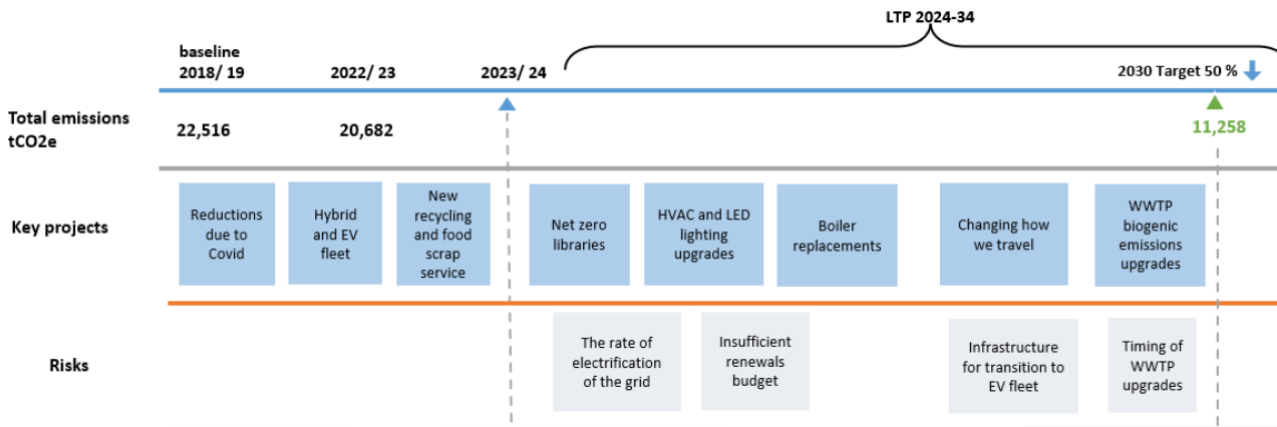 LTP 2024-34
baseline
2018/ 19
2022/ 23
2023/ 24
2030 Target 50 %
Total emissions
tCO2e
22,516
20,682
11,258
Key projects
Reductions
due to
Covid
Hybrid
and EV
fleet
New
recycling
and food
scrap
service
Net zero
libraries
HVAC and LED
lighting
upgrades
Boiler
replacements
Changing how
we travel
WWTP
biogenic
emissions
upgrades
Risks
The rate of
electrification
of the grid
Insufficient
renewals
budget
Infrastructure
for transition to
EV fleet
Timing of
WWTP
upgrades